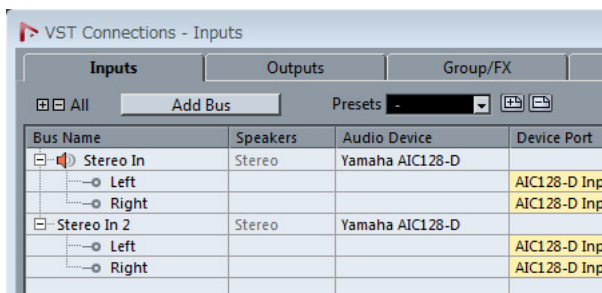 VST Connections - Inputs
Inputs Outputs Group/FX
All Add Bus Presets -
Bus Name Speakers Audio Device Device Port
Stereo In Stereo Yamaha AIC128-D
Left AIC128-D Inp
Right AIC128-D Inp
Stereo In 2 Stereo Yamaha AIC128-D
Left AIC128-D Inp
Right AIC128-D Inp